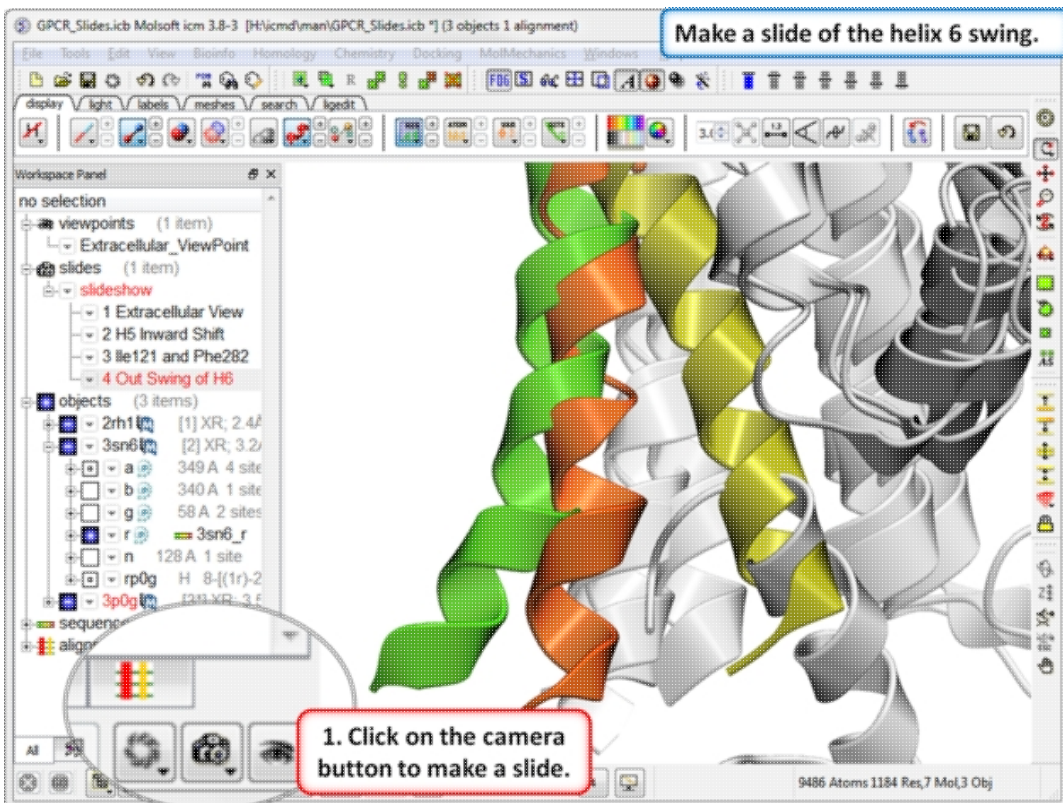 GPCR_Slides.icb Molsoft icm 3.8-3 [H:\icmd\man\GPCR_Slides.icb *] (3 objects 1 alignment)
Make a slide of the helix 6 swing.
File Tools Edit View Bioinfo Homology Chemistry Docking MolMechanics Windows
display light labels meshes search ligedit
Workspace Panel
no selection
viewpoints (1 item)
Extracellular_ViewPoint
slides (1 item)
slideshow
1 Extracellular View
2 H5 Inward Shift
3 Ile121 and Phe282
4 Out Swing of H6
objects (3 items)
2rh1 [1] XR; 2.4
3sn6 [2] XR; 3.2
a 349 A 4 site
b 340 A 1 site
g 58 A 2 sites
r 3sn6_r
n 128 A 1 site
rp0g H 8-[(1r)-2
3p0g
All
1. Click on the camera
button to make a slide.
9486 Atoms 1184 Res,7 Mol,3 Obj